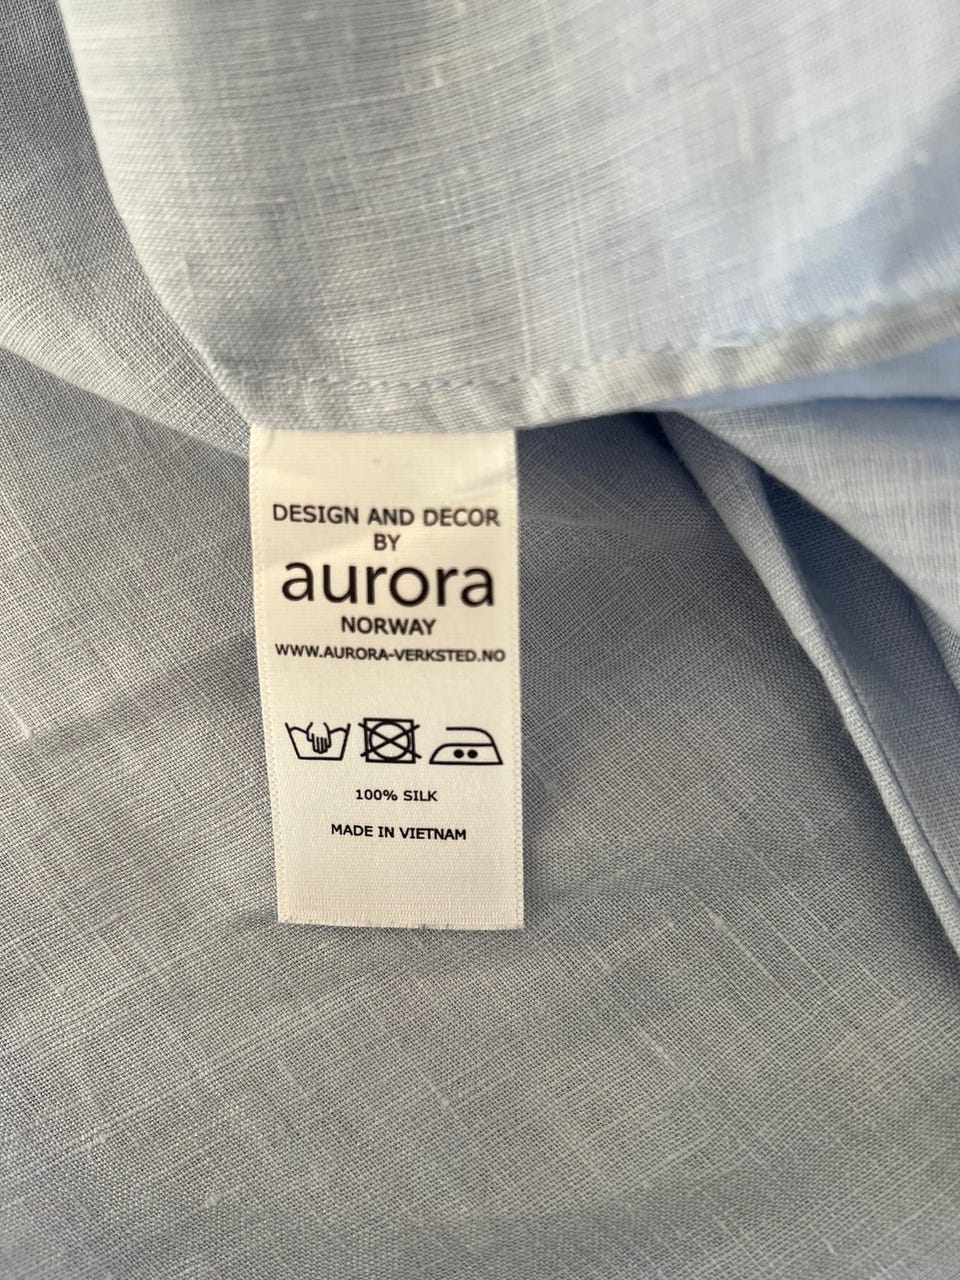 DESIGN AND DECOR
BY
aurora
NORWAY
WWW.AURORA-VERKSTED.NO
100% SILK
MADE IN VIETNAM